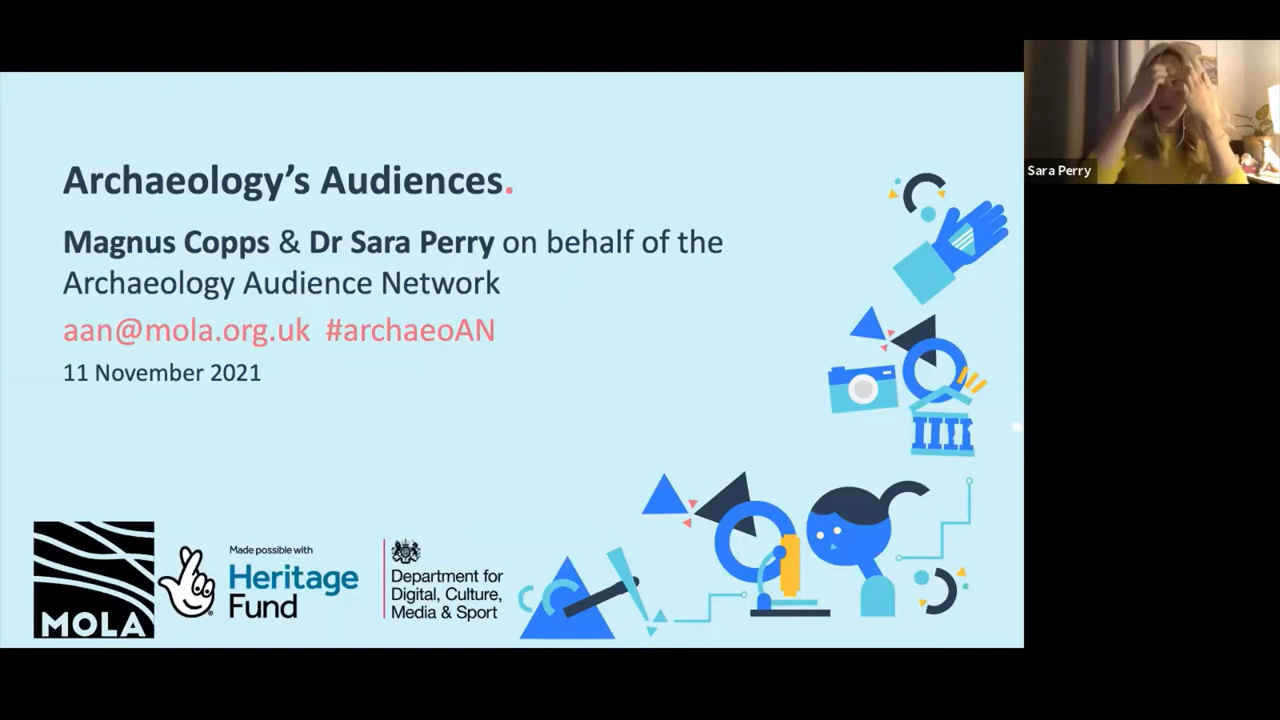 Archaeology's Audiences.
Magnus Copps & Dr Sara Perry on behalf of the
Archaeology Audience Network
aan@mola.org.uk #archaeoAN
11 November 2021
MOLA
Made possible with
Heritage
Fund
Department for
Digital, Culture,
Media & Sport
Sara Perry